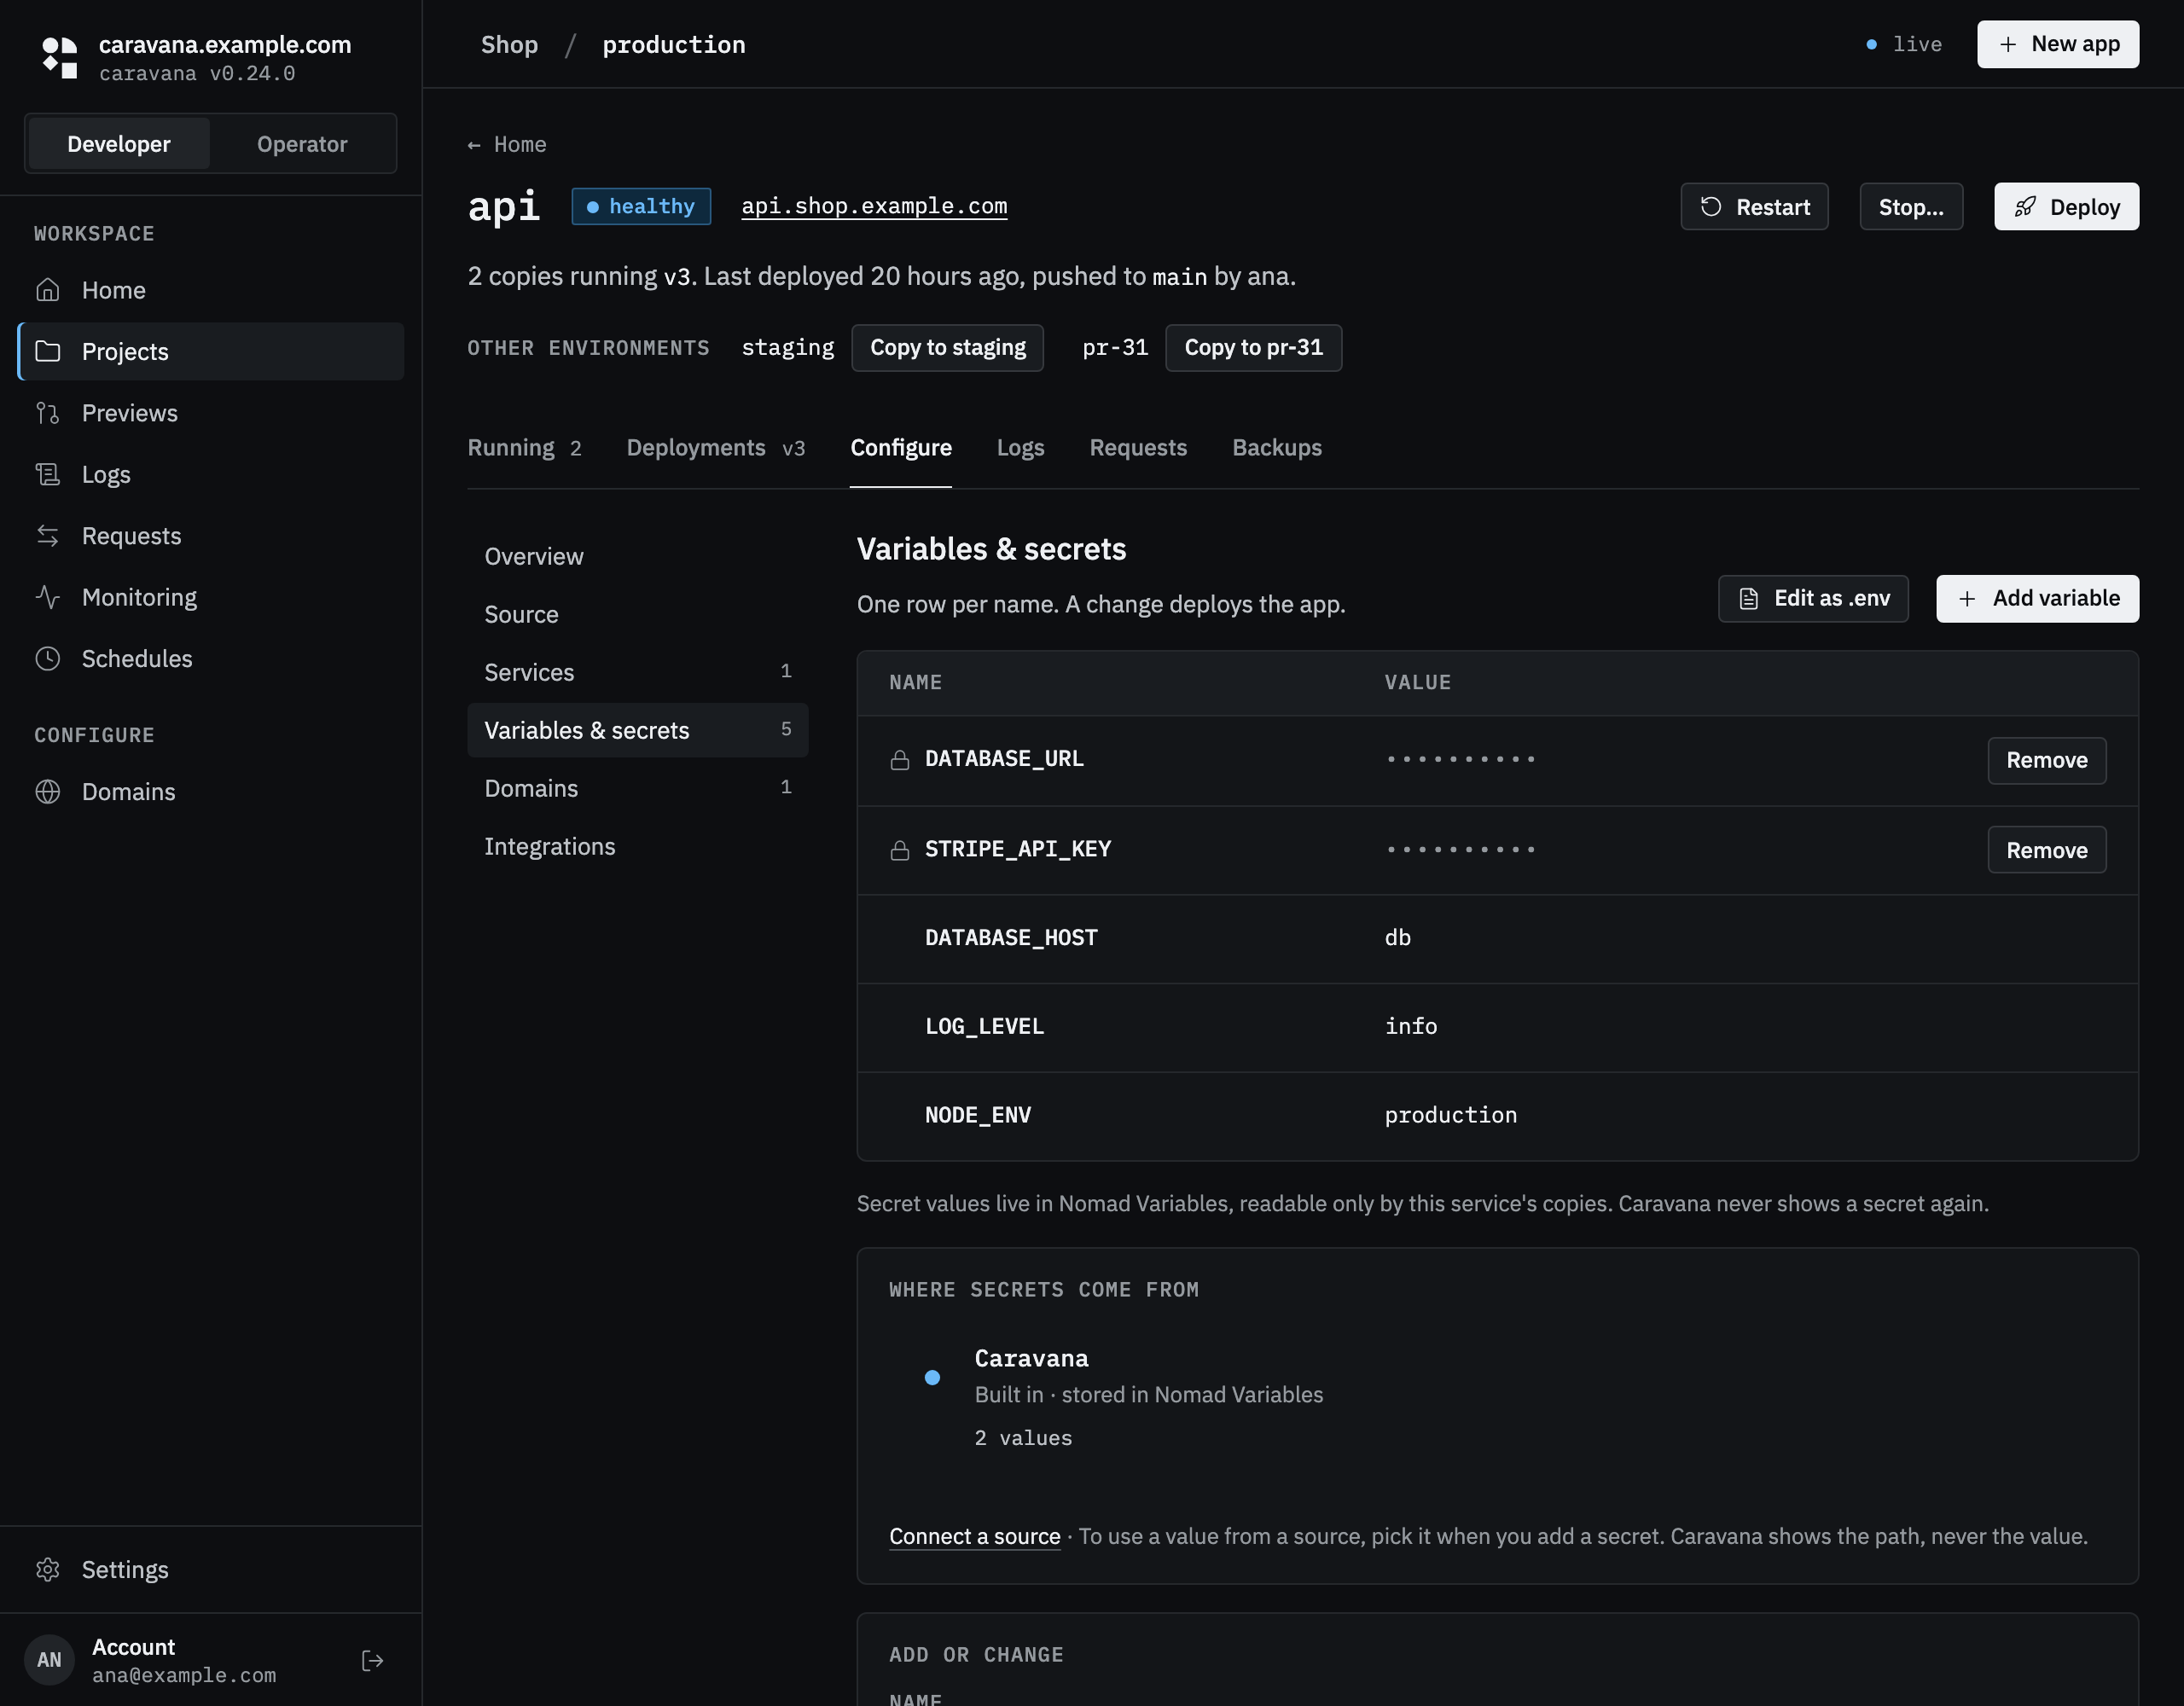 caravana.example.com
caravana v0.24.0
Developer
Operator
WORKSPACE
Home
Projects
Previews
Logs
Requests
Monitoring
Schedules
CONFIGURE
Domains
Settings
AN
Account
ana@example.com
Shop / production
live
+ New app
← Home
api
healthy
api.shop.example.com
Restart
Stop...
Deploy
2 copies running v3. Last deployed 20 hours ago, pushed to main by ana.
OTHER ENVIRONMENTS staging Copy to staging pr-31 Copy to pr-31
Running 2 Deployments v3 Configure Logs Requests Backups
Overview
Source
Services 1
Variables & secrets 5
Domains 1
Integrations
Variables & secrets
One row per name. A change deploys the app.
Edit as .env
+ Add variable
NAME VALUE
DATABASE_URL •••••••••• Remove
STRIPE_API_KEY •••••••••• Remove
DATABASE_HOST db
LOG_LEVEL info
NODE_ENV production
Secret values live in Nomad Variables, readable only by this service's copies. Caravana never shows a secret again.
WHERE SECRETS COME FROM
Caravana
Built in · stored in Nomad Variables
2 values
Connect a source · To use a value from a source, pick it when you add a secret. Caravana shows the path, never the value.
ADD OR CHANGE
NAME